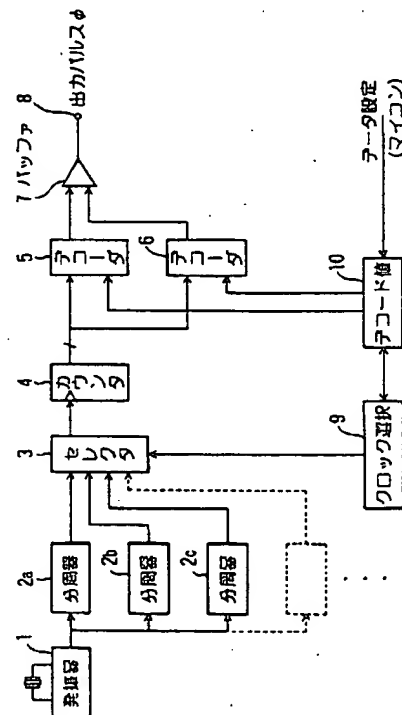 1
発振器
2a
分周器
2b
分周器
2c
分周器
3
セレクタ
4
カウンタ
5
デコーダ
6
デコーダ
7 バッファ
8
出力パルスφ
9
クロック選択
10
デコード値
データ設定
(マイコン)